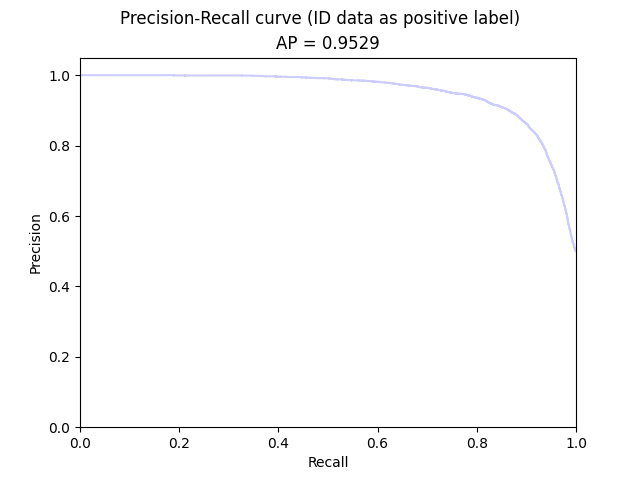 Precision-Recall curve (ID data as positive label)
AP = 0.9529
1.0
0.8
0.6
0.4
0.2
0.0
Precision
0.0 0.2 0.4 0.6 0.8 1.0
Recall